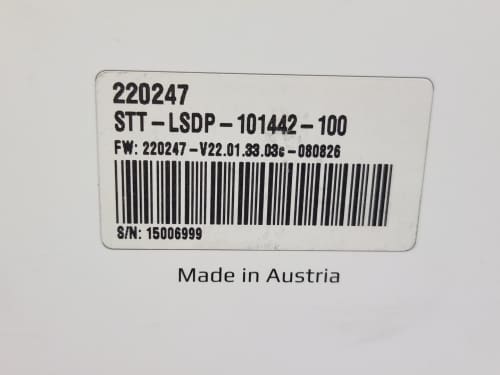 220247
STT-LSDP-101442-100
FW: 220247-V22.01.33.03c-080826
S/N: 15006999
Made in Austria